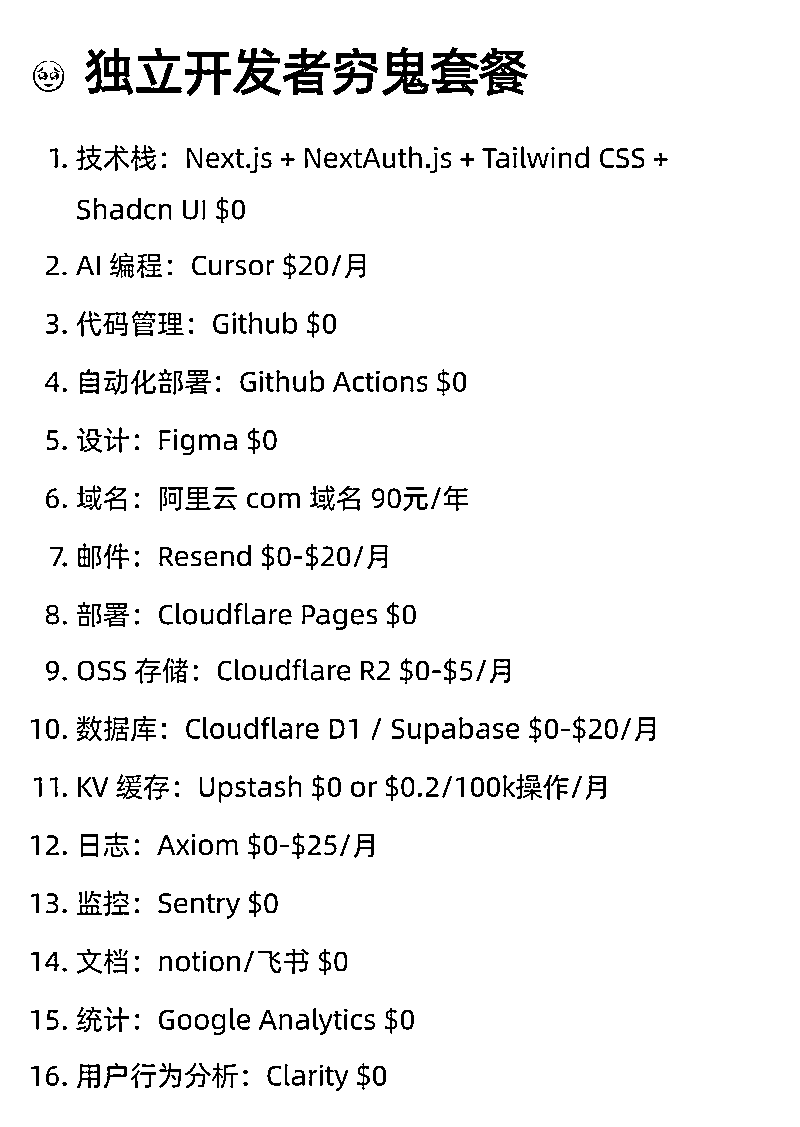 🥹 独立开发者穷鬼套餐
1. 技术栈：Next.js + NextAuth.js + Tailwind CSS +
Shadcn UI $0
2. AI 编程：Cursor $20/月
3. 代码管理：Github $0
4. 自动化部署：Github Actions $0
5. 设计：Figma $0
6. 域名：阿里云 com 域名 90元/年
7. 邮件：Resend $0-$20/月
8. 部署：Cloudflare Pages $0
9. OSS 存储：Cloudflare R2 $0-$5/月
10. 数据库：Cloudflare D1 / Supabase $0-$20/月
11. KV 缓存：Upstash $0 or $0.2/100k操作/月
12. 日志：Axiom $0-$25/月
13. 监控：Sentry $0
14. 文档：notion/飞书 $0
15. 统计：Google Analytics $0
16. 用户行为分析：Clarity $0